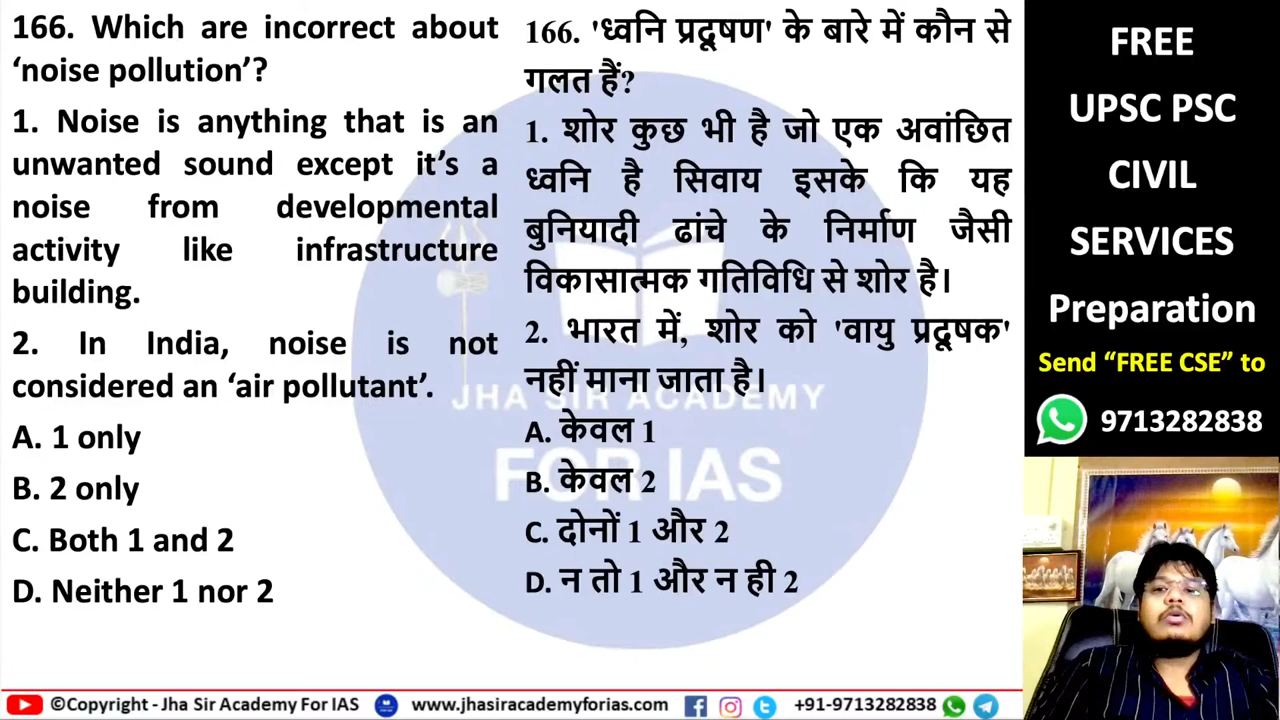 166. Which are incorrect about
‘noise pollution’?
1. Noise is anything that is an
unwanted sound except it’s a
noise from developmental
activity like infrastructure
building.
2. In India, noise is not
considered an ‘air pollutant’.
A. 1 only
B. 2 only
C. Both 1 and 2
D. Neither 1 nor 2
166. 'ध्वनि प्रदूषण' के बारे में कौन से
गलत हैं?
1. शोर कुछ भी है जो एक अवांछित
ध्वनि है सिवाय इसके कि यह
बुनियादी ढांचे के निर्माण जैसी
विकासात्मक गतिविधि से शोर है।
2. भारत में, शोर को 'वायु प्रदूषक'
नहीं माना जाता है।
A. केवल 1
B. केवल 2
C. दोनों 1 और 2
D. न तो 1 और न ही 2
JHA SIR ACADEMY
FOR IAS
FREE
UPSC PSC
CIVIL
SERVICES
Preparation
Send “FREE CSE” to
9713282838
©Copyright - Jha Sir Academy For IAS
www.jhasiracademyforias.com
+91-9713282838